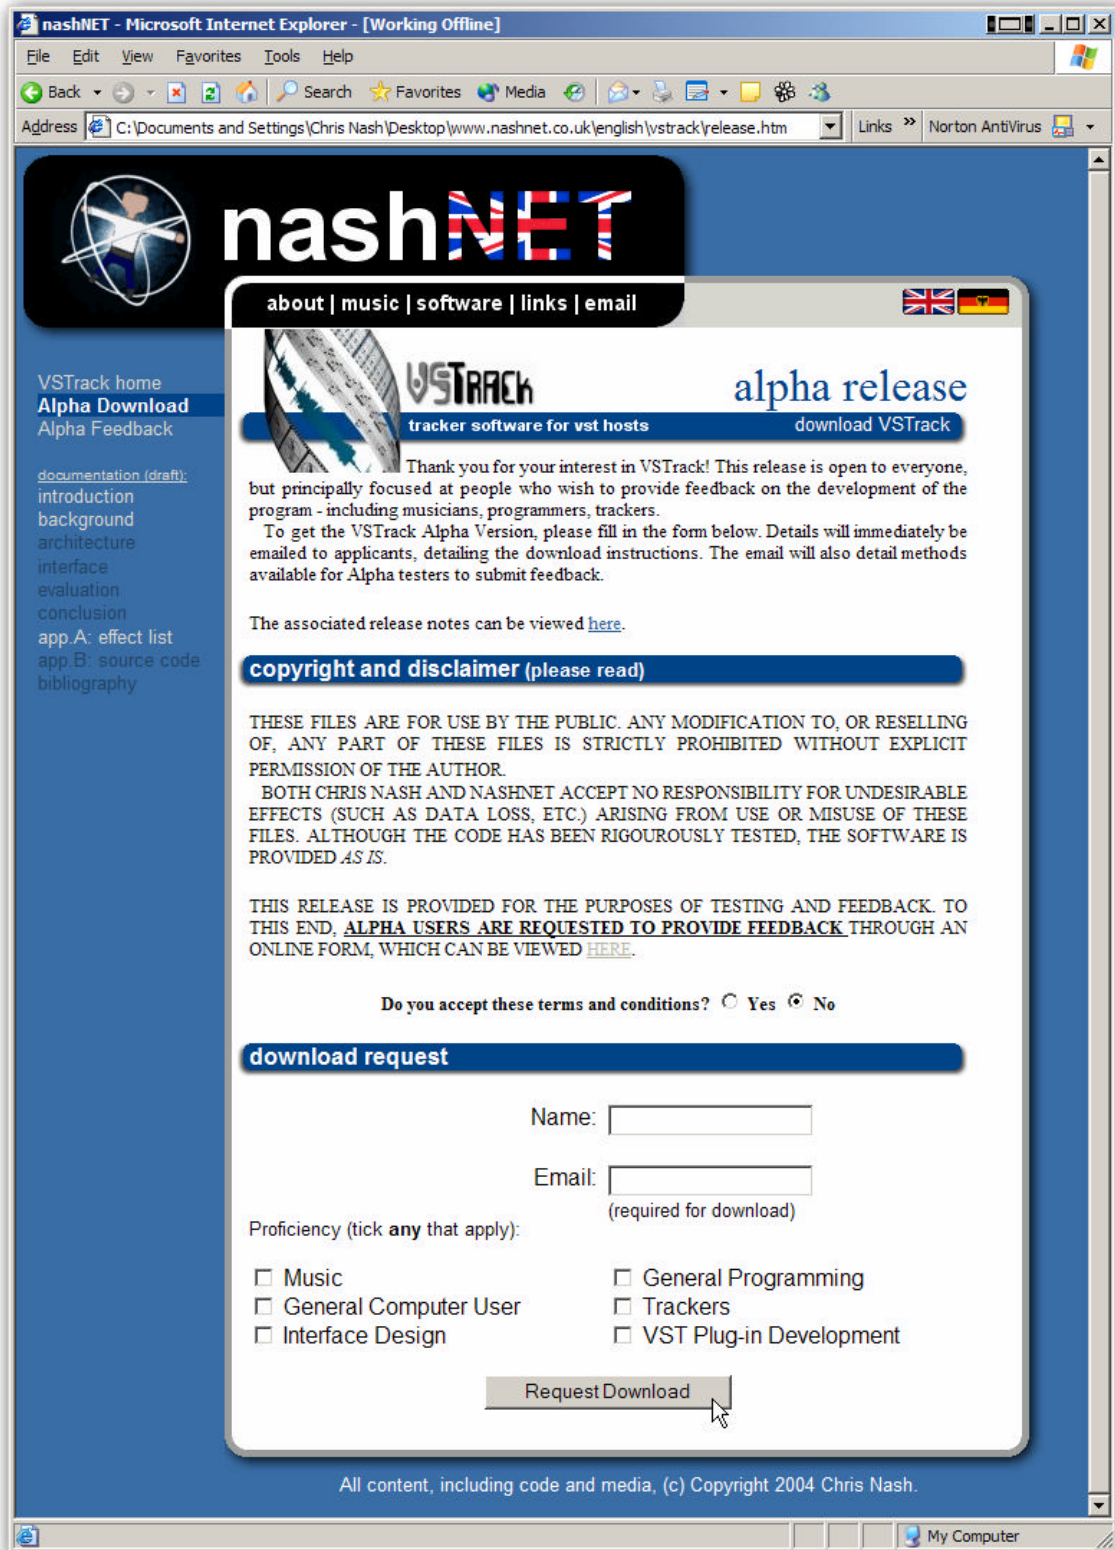 nashNET - Microsoft Internet Explorer - [Working Offline]
File Edit View Favorites Tools Help
Back Search Favorites Media
Address C:\Documents and Settings\Chris Nash\Desktop\www.nashnet.co.uk\english\vstrack\release.htm Links » Norton AntiVirus
nashNET
about | music | software | links | email
VSTrack home
Alpha Download
Alpha Feedback
documentation (draft):
introduction
background
architecture
interface
evaluation
conclusion
app.A: effect list
app.B: source code
bibliography
VSTRACK
alpha release
tracker software for vst hosts
download VSTrack
Thank you for your interest in VSTrack! This release is open to everyone,
but principally focused at people who wish to provide feedback on the development of the
program - including musicians, programmers, trackers.
To get the VSTrack Alpha Version, please fill in the form below. Details will immediately be
emailed to applicants, detailing the download instructions. The email will also detail methods
available for Alpha testers to submit feedback.
The associated release notes can be viewed here.
copyright and disclaimer (please read)
THESE FILES ARE FOR USE BY THE PUBLIC. ANY MODIFICATION TO, OR RESELLING
OF, ANY PART OF THESE FILES IS STRICTLY PROHIBITED WITHOUT EXPLICIT
PERMISSION OF THE AUTHOR.
BOTH CHRIS NASH AND NASHNET ACCEPT NO RESPONSIBILITY FOR UNDESIRABLE
EFFECTS (SUCH AS DATA LOSS, ETC.) ARISING FROM USE OR MISUSE OF THESE
FILES. ALTHOUGH THE CODE HAS BEEN RIGOUROUSLY TESTED, THE SOFTWARE IS
PROVIDED AS IS.
THIS RELEASE IS PROVIDED FOR THE PURPOSES OF TESTING AND FEEDBACK. TO
THIS END, ALPHA USERS ARE REQUESTED TO PROVIDE FEEDBACK THROUGH AN
ONLINE FORM, WHICH CAN BE VIEWED HERE.
Do you accept these terms and conditions? Yes No
download request
Name:
Email:
(required for download)
Proficiency (tick any that apply):
Music
General Programming
General Computer User
Trackers
Interface Design
VST Plug-in Development
Request Download
All content, including code and media, (c) Copyright 2004 Chris Nash.
My Computer